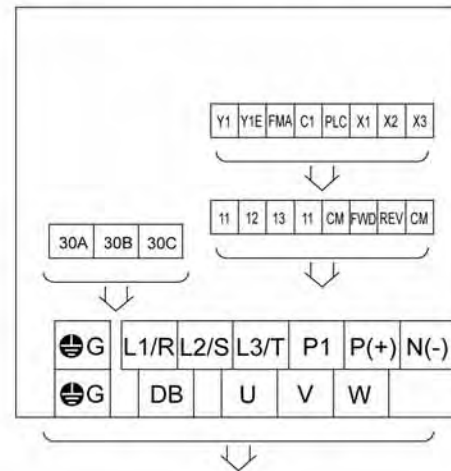 Y1 Y1E FMA C1 PLC X1 X2 X3
11 12 13 11 CM FWD REV CM
30A 30B 30C
G L1/R L2/S L3/T P1 P(+) N(-)
G DB U V W